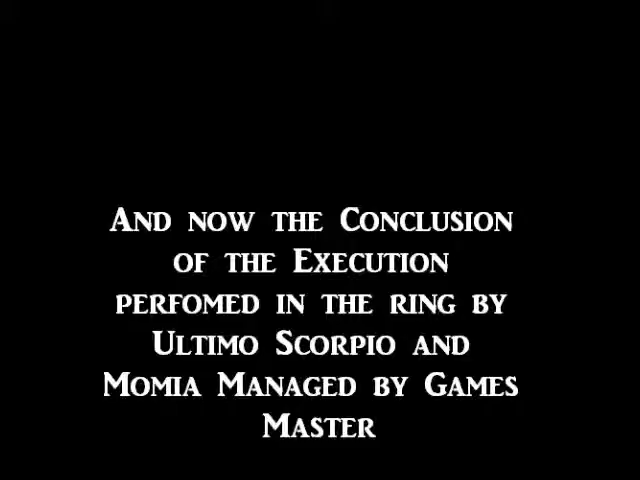 And now the Conclusion
of the Execution
perfomed in the ring by
Ultimo Scorpio and
Momia Managed by Games
Master